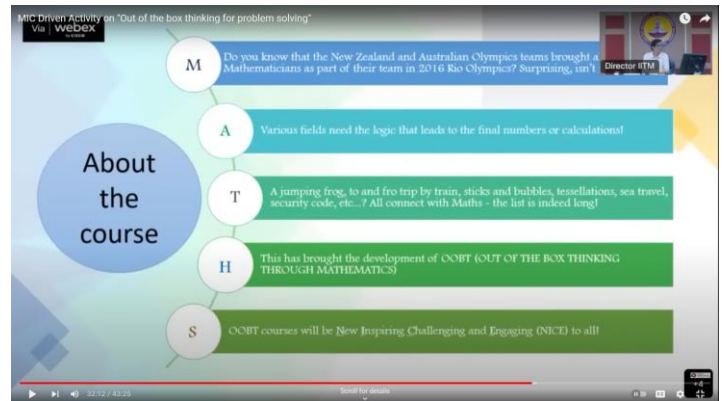 MIC Driven Activity on "Out of the box thinking for problem solving"
Via webex
by CISCO
Director IITM
About
the
course
M
Do you know that the New Zealand and Australian Olympics teams brought a
Mathematicians as part of their team in 2016 Rio Olympics? Surprising, isn't
A
Various fields need the logic that leads to the final numbers or calculations!
T
A jumping frog, to and fro trip by train, sticks and bubbles, tessellations, sea travel,
security code, etc...? All connect with Maths - the list is indeed long!
H
This has brought the development of OOBT (OUT OF THE BOX THINKING
THROUGH MATHEMATICS)
S
OOBT courses will be New Inspiring Challenging and Engaging (NICE) to all!
+4
32:12 / 43:25
Scroll for details